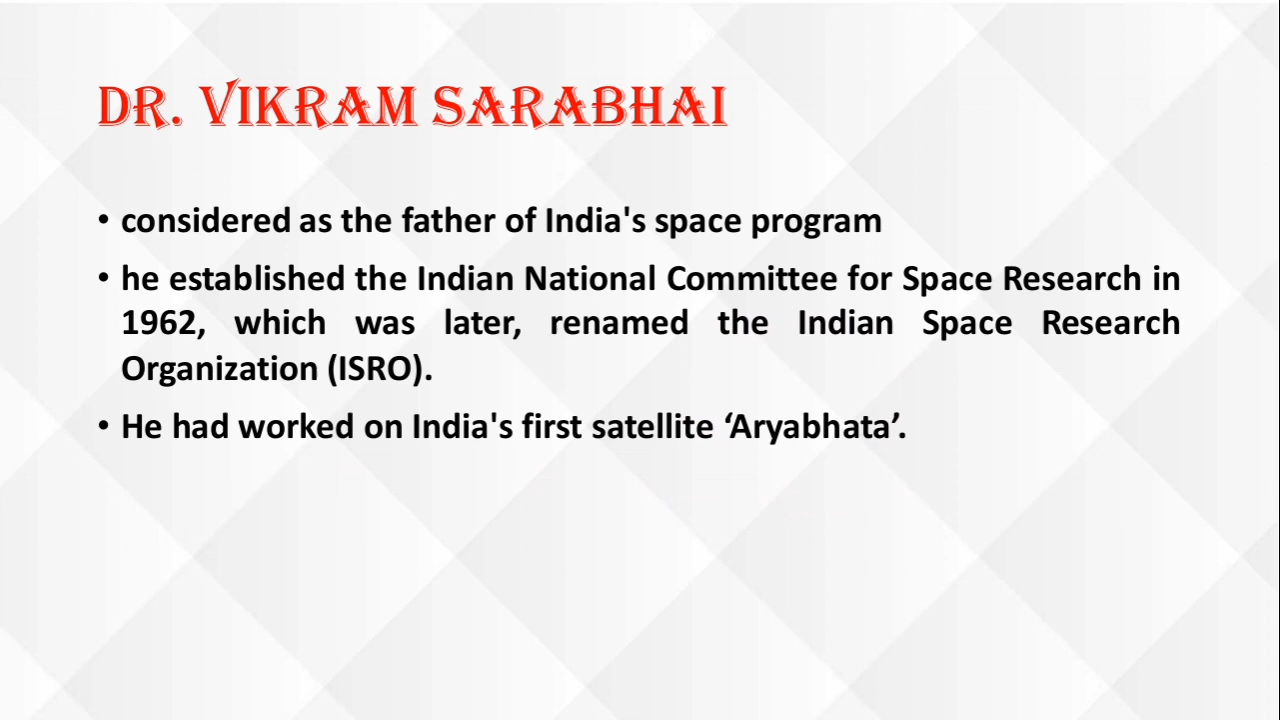 DR. VIKRAM SARABHAI
• considered as the father of India's space program
• he established the Indian National Committee for Space Research in
1962, which was later, renamed the Indian Space Research
Organization (ISRO).
• He had worked on India's first satellite ‘Aryabhata’.